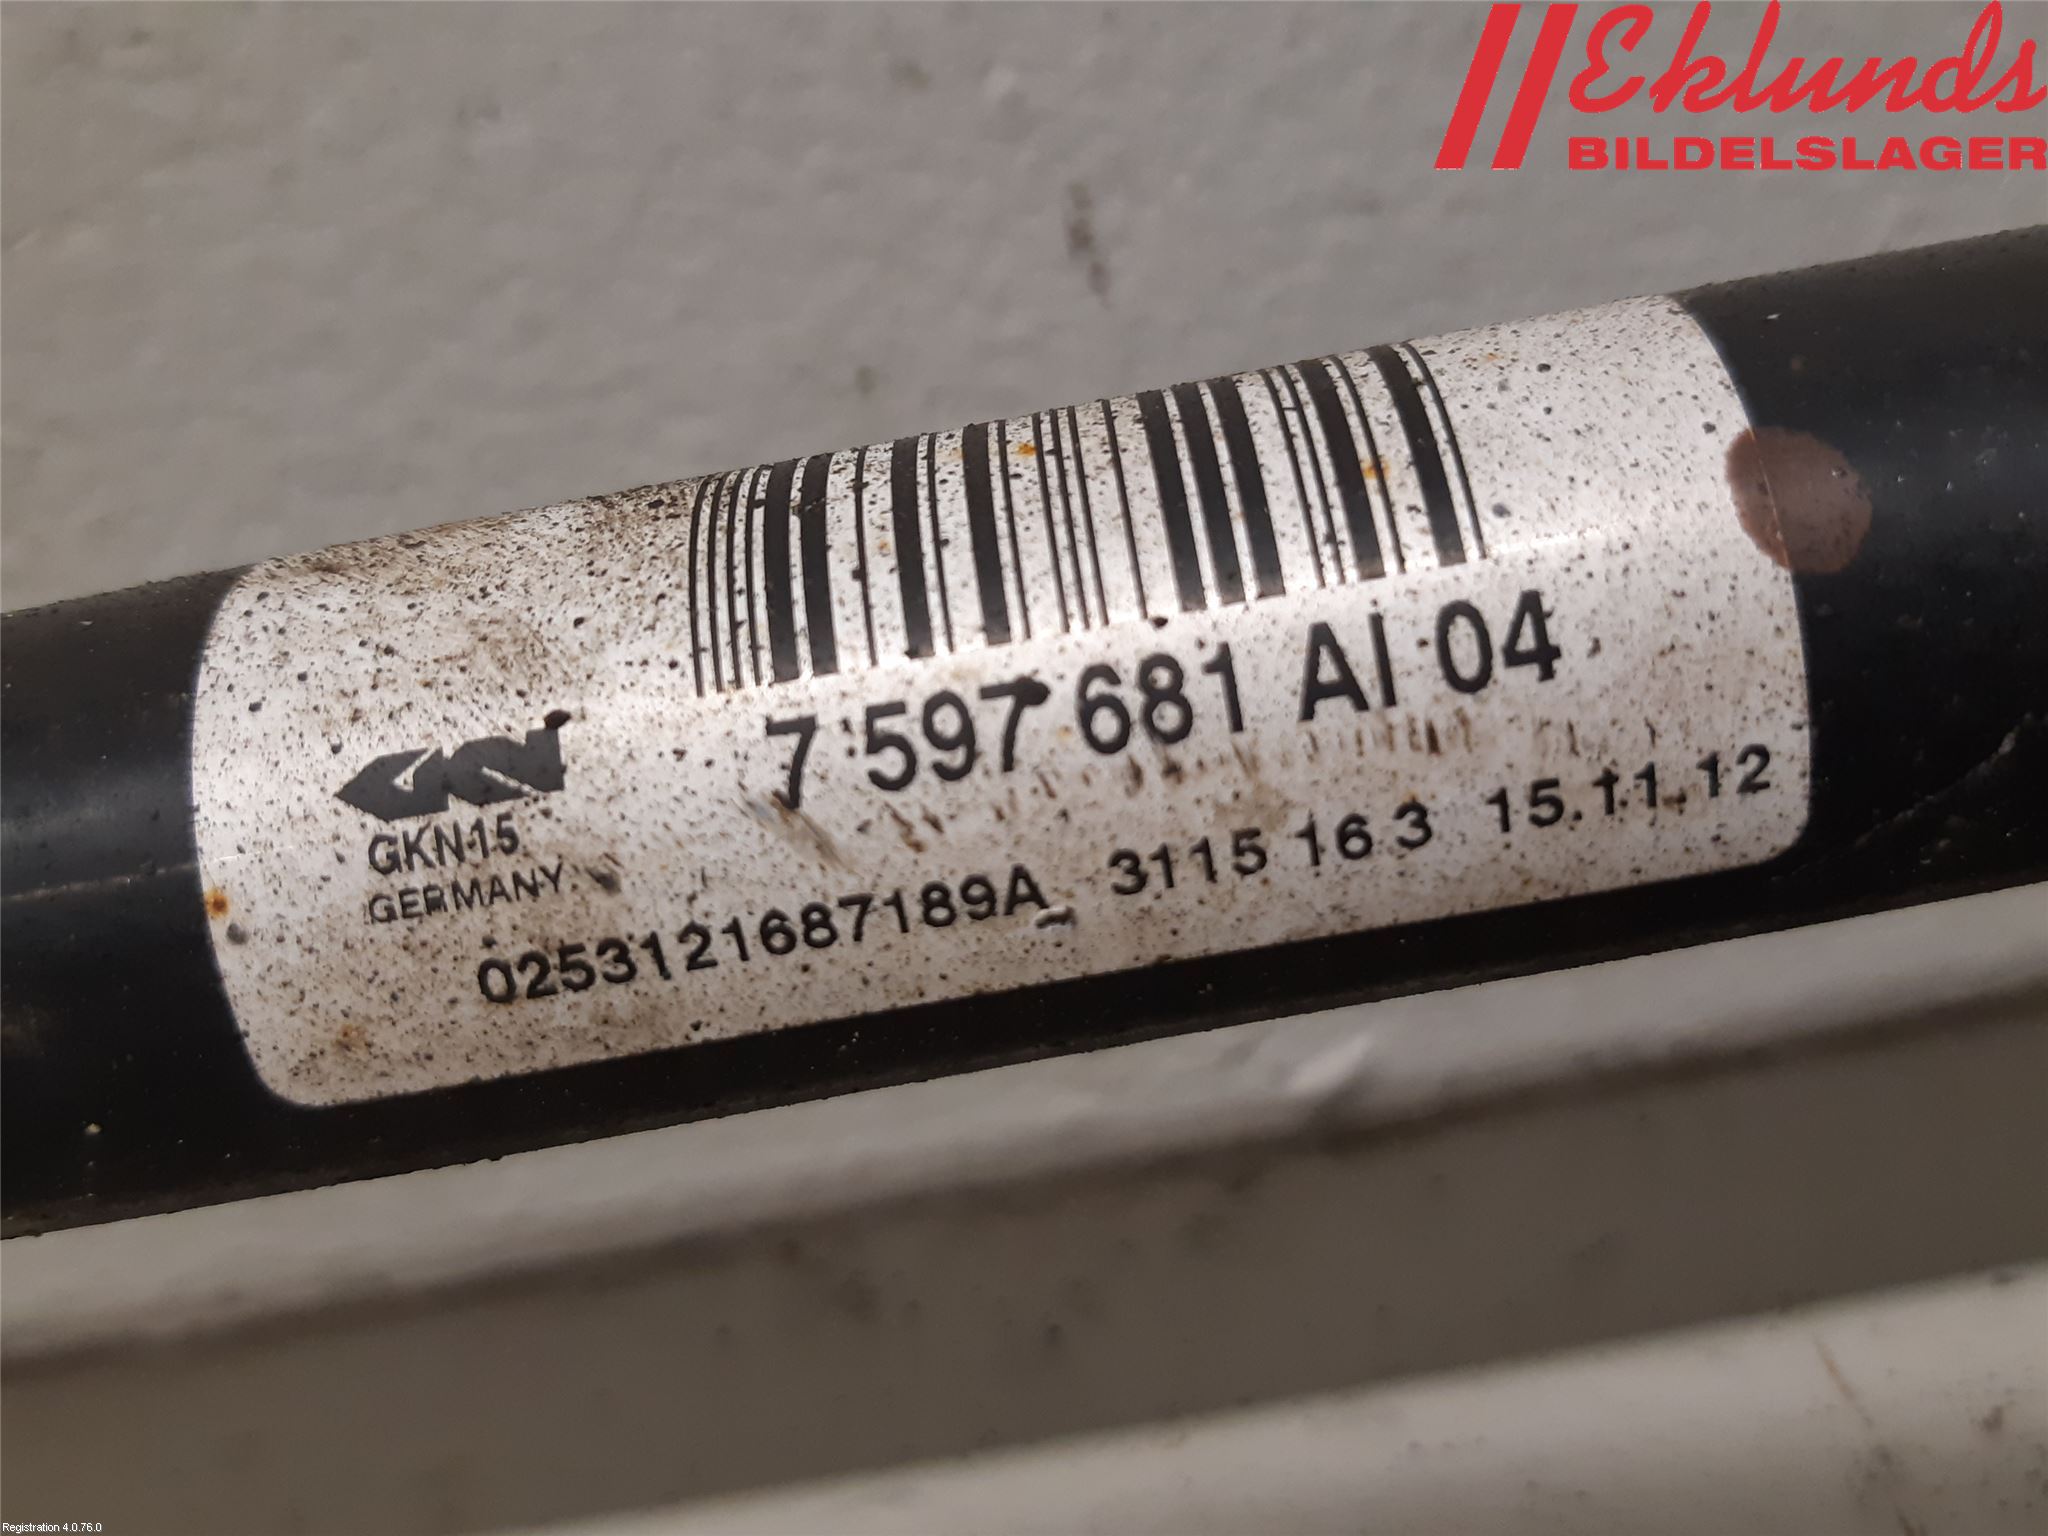 Eklunds
BILDELSLAGER
7 597 681 AI 04
GKN
GKN15
GERMANY
0253121687189A 3115 16 3 15.11.12
Registration 4.0.76.0